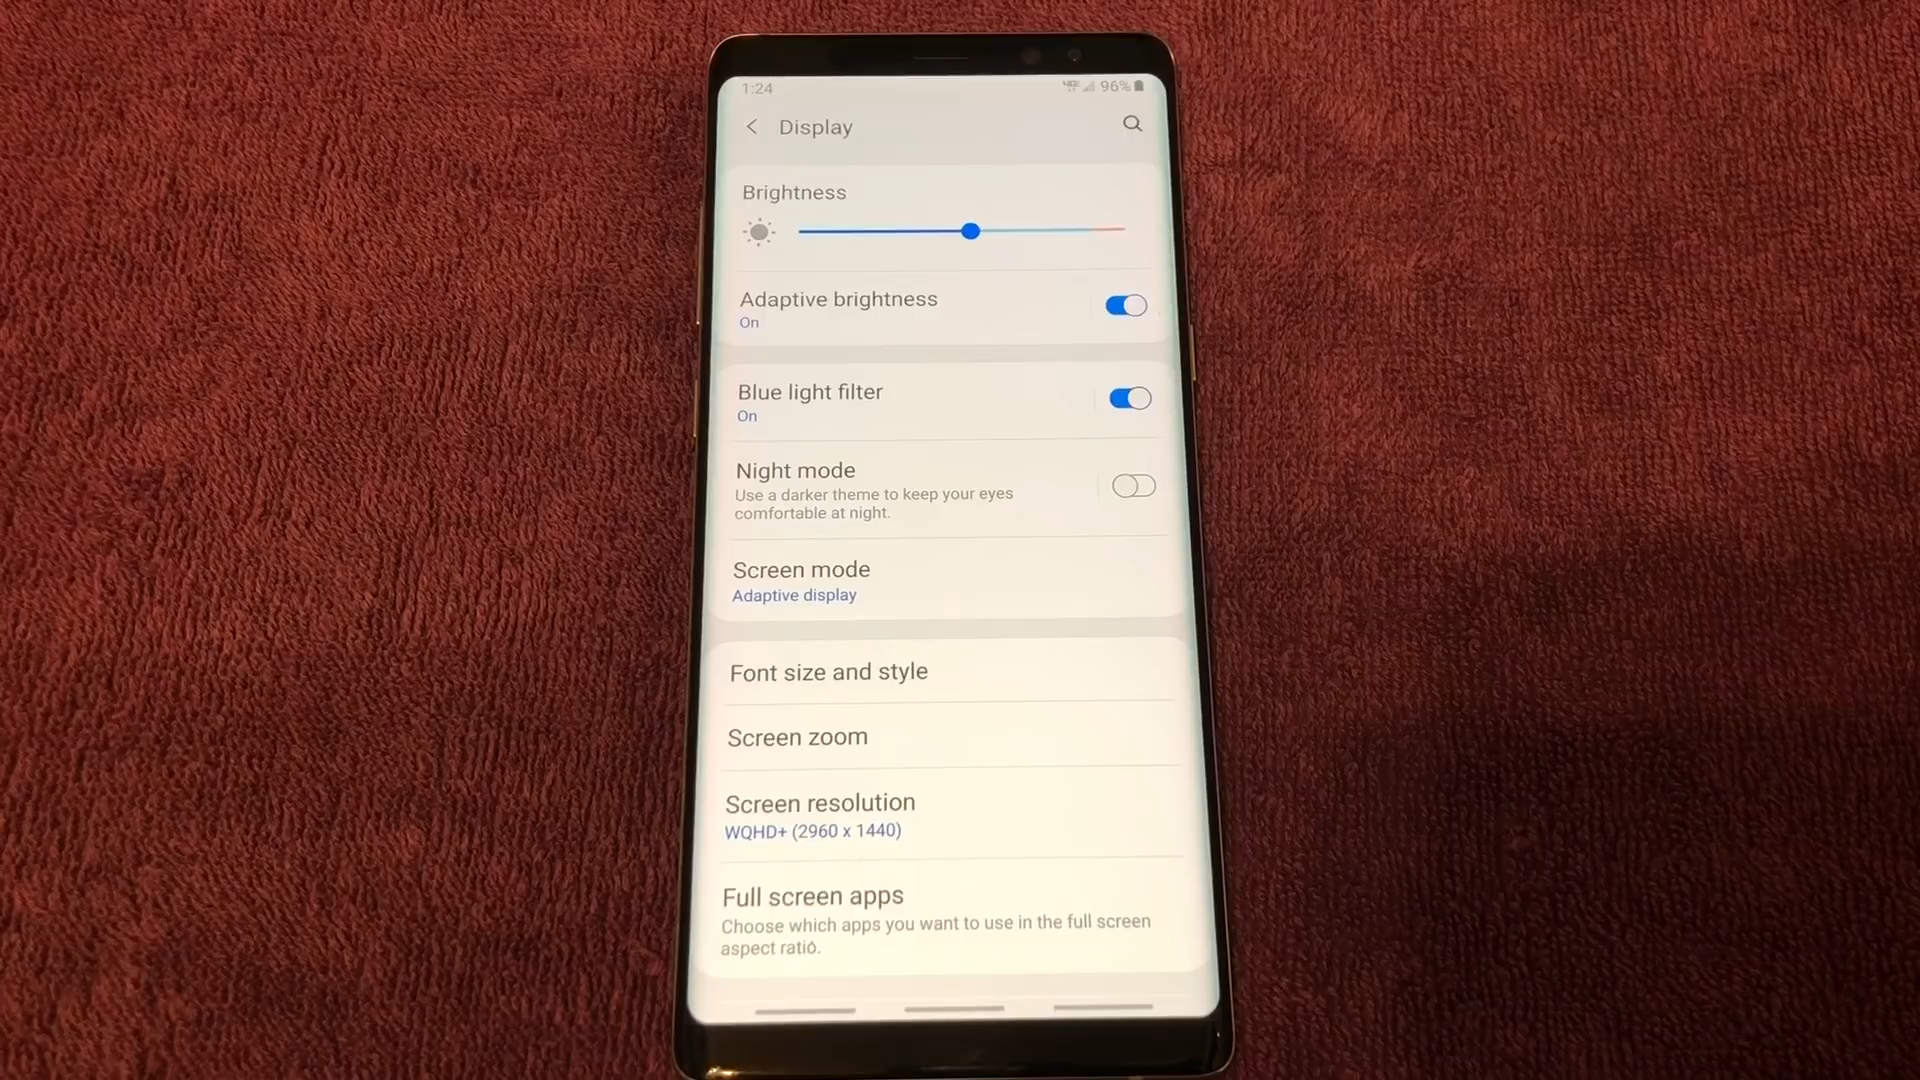 1:24
96%
Display
Brightness
Adaptive brightness
On
Blue light filter
On
Night mode
Use a darker theme to keep your eyes
comfortable at night.
Screen mode
Adaptive display
Font size and style
Screen zoom
Screen resolution
WQHD+ (2960 x 1440)
Full screen apps
Choose which apps you want to use in the full screen
aspect ratio.